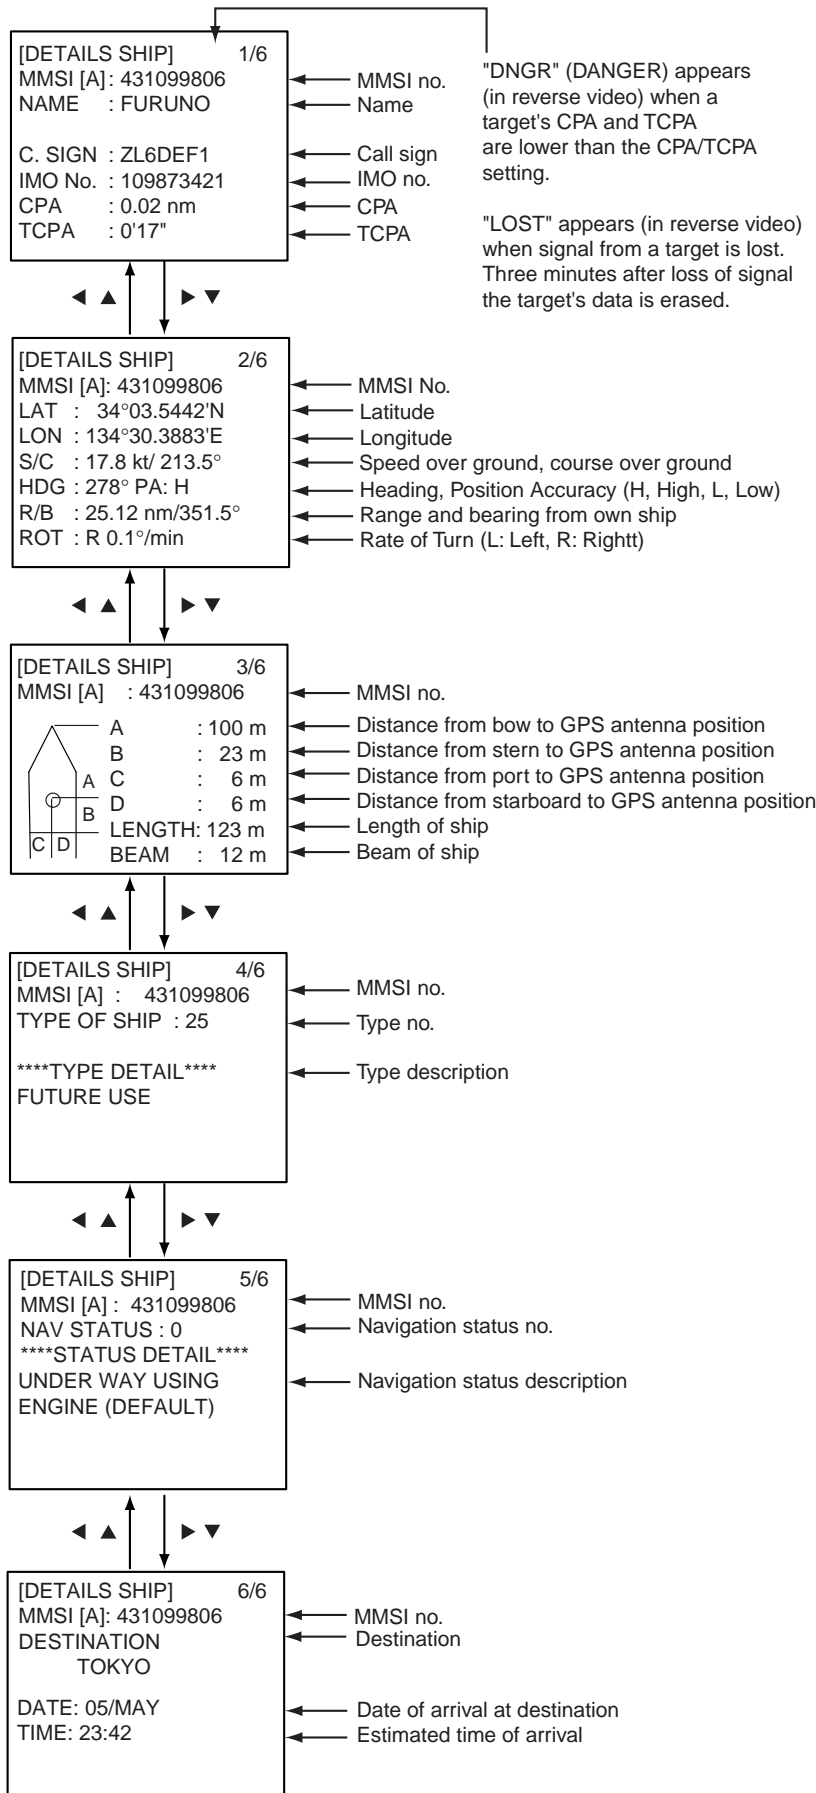 [DETAILS SHIP] 1/6
MMSI [A] : 431099806
NAME : FURUNO
C. SIGN : ZL6DEF1
IMO No. : 109873421
CPA : 0.02 nm
TCPA : 0'17"
MMSI no.
Name
Call sign
IMO no.
CPA
TCPA
"DNGR" (DANGER) appears
(in reverse video) when a
target's CPA and TCPA
are lower than the CPA/TCPA
setting.
"LOST" appears (in reverse video)
when signal from a target is lost.
Three minutes after loss of signal
the target's data is erased.
[DETAILS SHIP] 2/6
MMSI [A]: 431099806
LAT : 34°03.5442'N
LON : 134°30.3883'E
S/C : 17.8 kt/ 213.5°
HDG : 278° PA: H
R/B : 25.12 nm/351.5°
ROT : R 0.1°/min
MMSI No.
Latitude
Longitude
Speed over ground, course over ground
Heading, Position Accuracy (H, High, L, Low)
Range and bearing from own ship
Rate of Turn (L: Left, R: Rightt)
[DETAILS SHIP] 3/6
MMSI [A] : 431099806
A : 100 m
B : 23 m
C : 6 m
D : 6 m
LENGTH: 123 m
BEAM : 12 m
A
B
C D
MMSI no.
Distance from bow to GPS antenna position
Distance from stern to GPS antenna position
Distance from port to GPS antenna position
Distance from starboard to GPS antenna position
Length of ship
Beam of ship
[DETAILS SHIP] 4/6
MMSI [A] : 431099806
TYPE OF SHIP : 25
****TYPE DETAIL****
FUTURE USE
MMSI no.
Type no.
Type description
[DETAILS SHIP] 5/6
MMSI [A] : 431099806
NAV STATUS : 0
****STATUS DETAIL****
UNDER WAY USING
ENGINE (DEFAULT)
MMSI no.
Navigation status no.
Navigation status description
[DETAILS SHIP] 6/6
MMSI [A]: 431099806
DESTINATION
TOKYO
DATE: 05/MAY
TIME: 23:42
MMSI no.
Destination
Date of arrival at destination
Estimated time of arrival